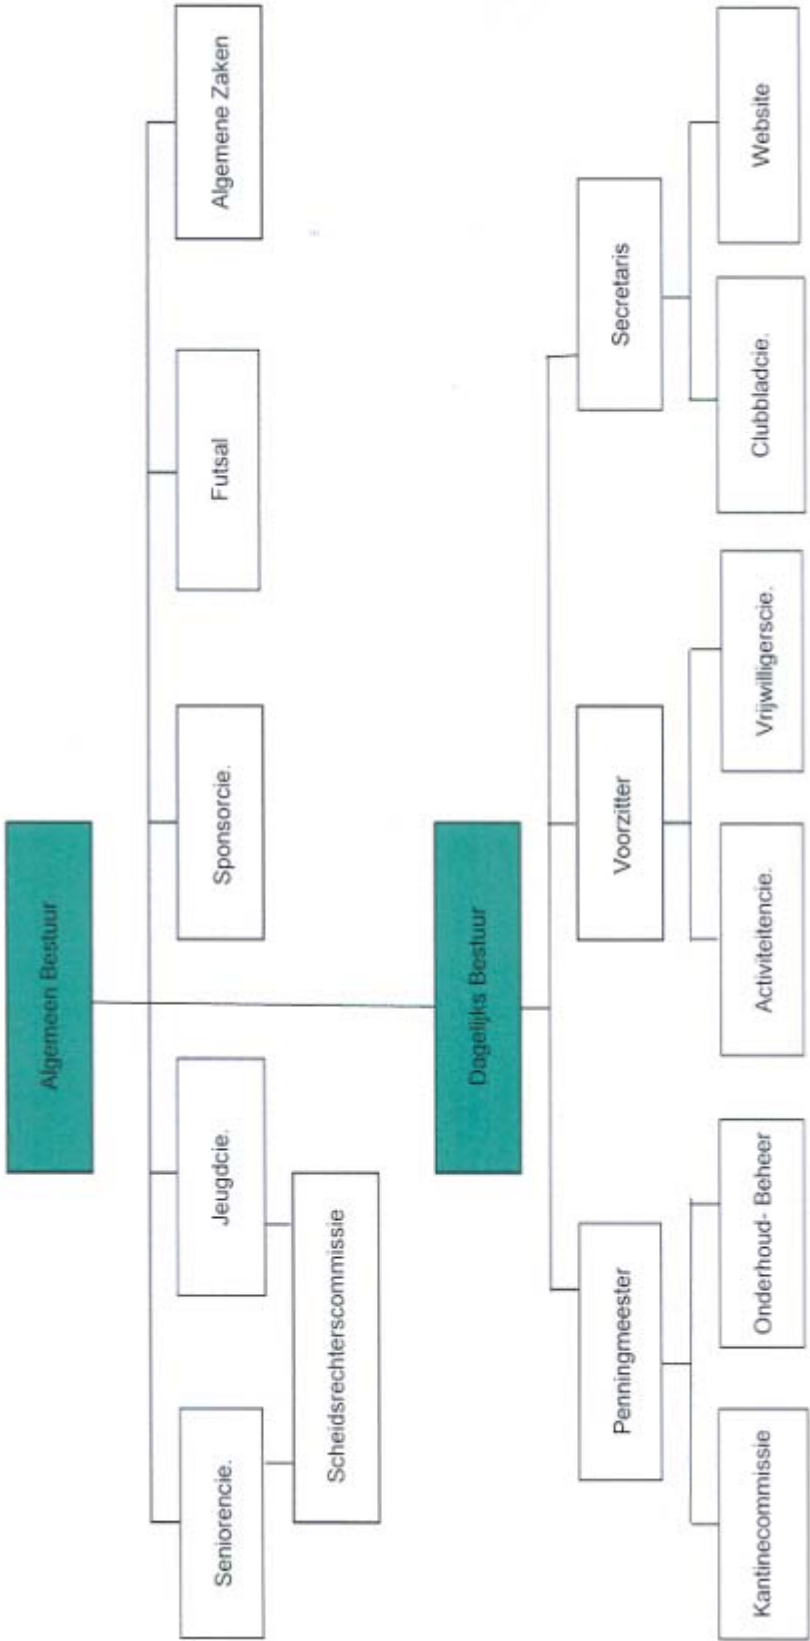 Algemeen Bestuur
Seniorencie.
Jeugdcie.
Sponsorcie.
Futsal
Algemene Zaken
Scheidsrechterscommissie
Dagelijks Bestuur
Penningmeester
Voorzitter
Secretaris
Kantinecommissie
Onderhoud- Beheer
Activiteitencie.
Vrijwilligerscie.
Clubbladcie.
Website